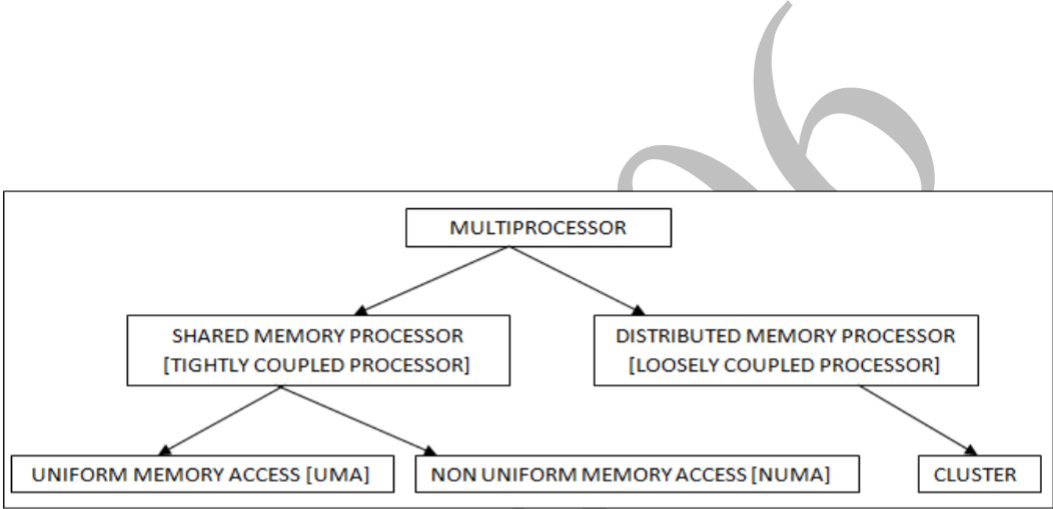 MULTIPROCESSOR
SHARED MEMORY PROCESSOR
[TIGHTLY COUPLED PROCESSOR]
DISTRIBUTED MEMORY PROCESSOR
[LOOSELY COUPLED PROCESSOR]
UNIFORM MEMORY ACCESS [UMA]
NON UNIFORM MEMORY ACCESS [NUMA]
CLUSTER